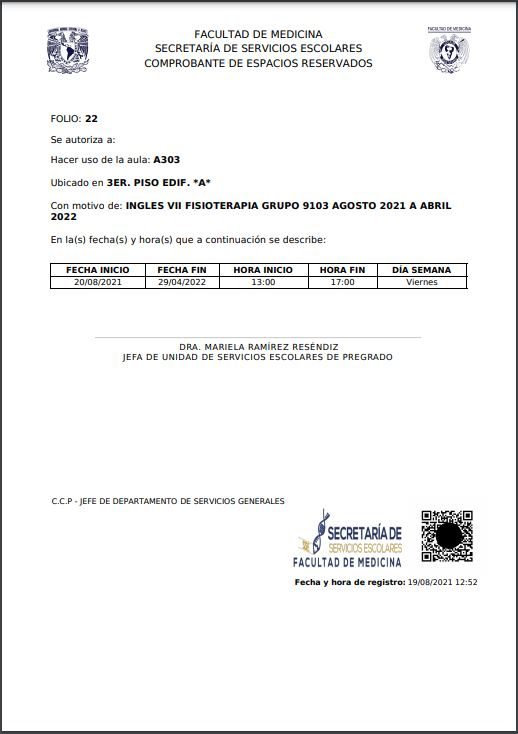 FACULTAD DE MEDICINA
SECRETARÍA DE SERVICIOS ESCOLARES
COMPROBANTE DE ESPACIOS RESERVADOS
FACULTAD DE MEDICINA
FOLIO: 22
Se autoriza a:
Hacer uso de la aula: A303
Ubicado en 3ER. PISO EDIF. *A*
Con motivo de: INGLES VII FISIOTERAPIA GRUPO 9103 AGOSTO 2021 A ABRIL
2022
En la(s) fecha(s) y hora(s) que a continuación se describe:
FECHA INICIO FECHA FIN HORA INICIO HORA FIN DÍA SEMANA
20/08/2021 29/04/2022 13:00 17:00 Viernes
DRA. MARIELA RAMÍREZ RESÉNDIZ
JEFA DE UNIDAD DE SERVICIOS ESCOLARES DE PREGRADO
C.C.P - JEFE DE DEPARTAMENTO DE SERVICIOS GENERALES
SECRETARÍA DE
SERVICIOS ESCOLARES
FACULTAD DE MEDICINA
Fecha y hora de registro: 19/08/2021 12:52